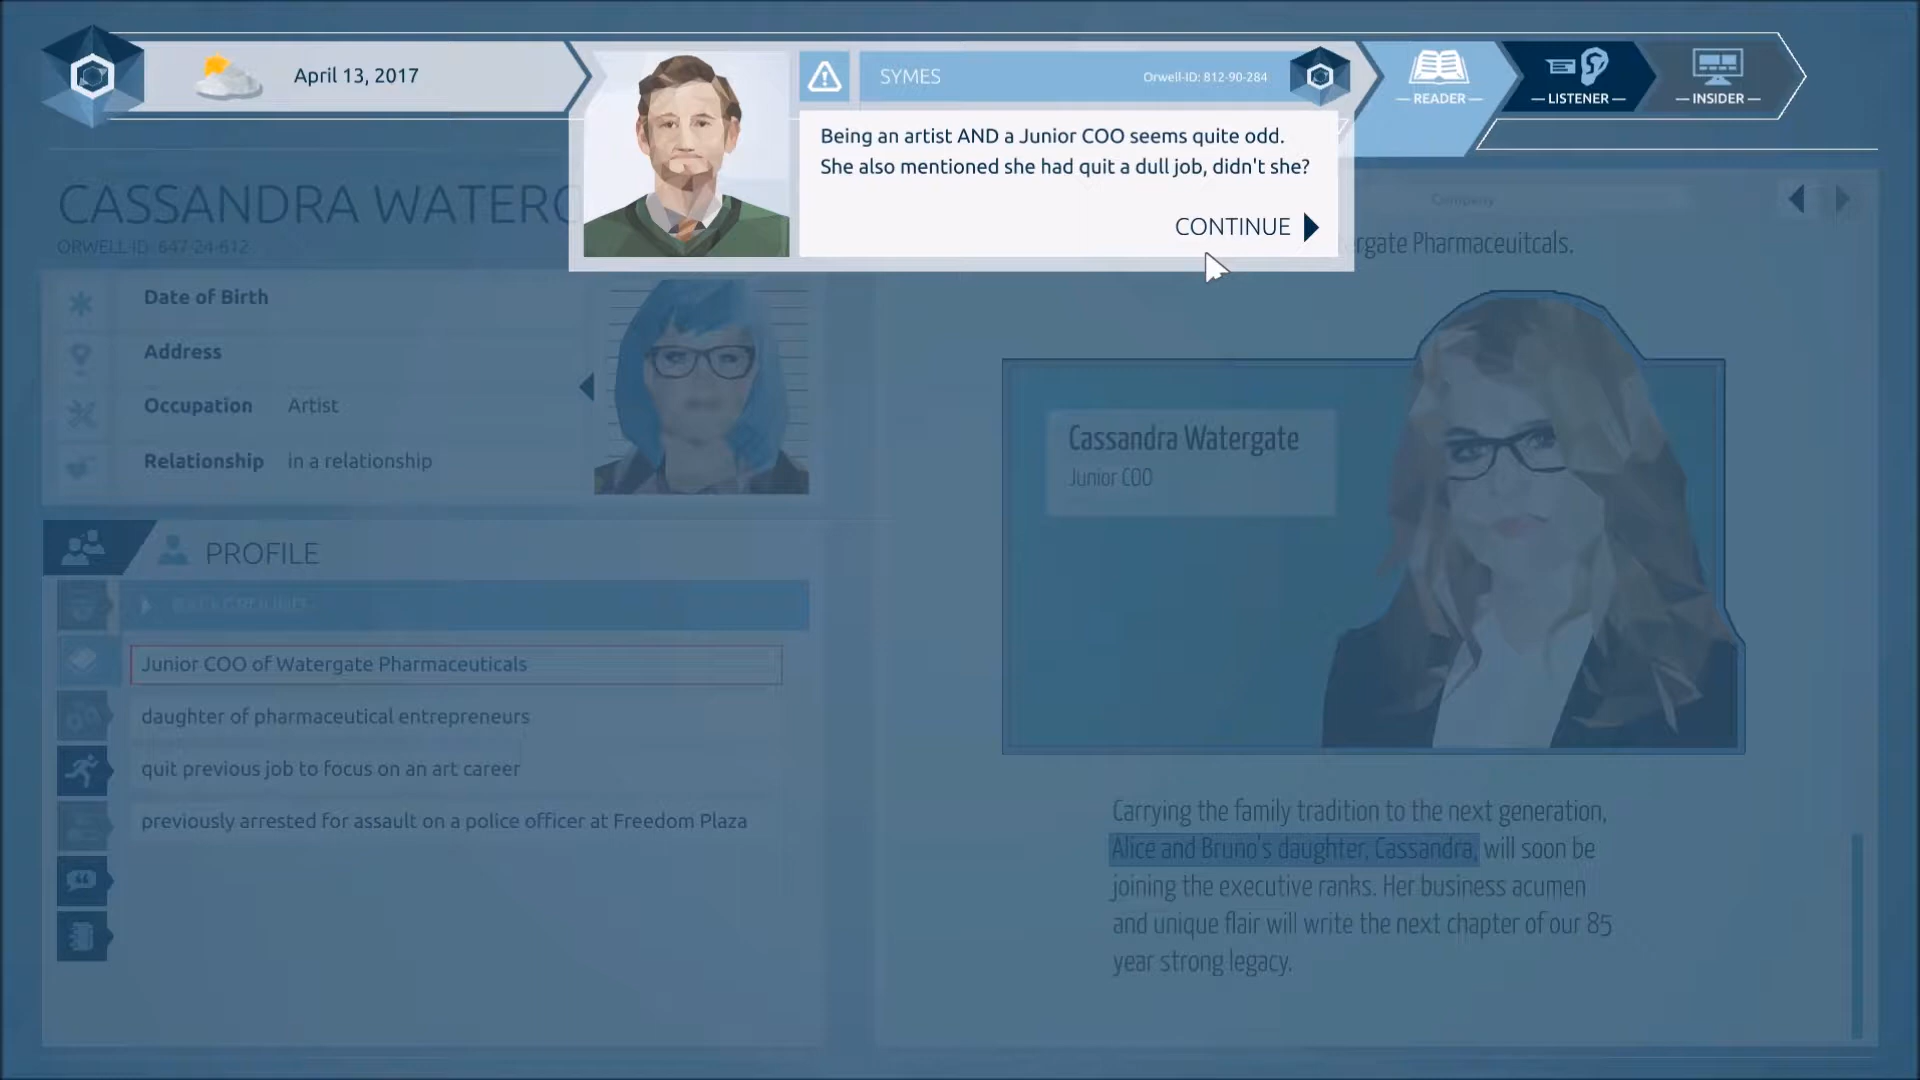 April 13, 2017
SYMES
Orwell-ID: 812-90-284
Being an artist AND a Junior COO seems quite odd.
She also mentioned she had quit a dull job, didn't she?
CONTINUE
READER
LISTENER
INSIDER
CASSANDRA WATERG
ORWELL ID: 647-24-612
Date of Birth
Address
Occupation Artist
Relationship in a relationship
PROFILE
BACKGROUND
Junior COO of Watergate Pharmaceuticals
daughter of pharmaceutical entrepreneurs
quit previous job to focus on an art career
previously arrested for assault on a police officer at Freedom Plaza
Company
rgate Pharmaceuitcals.
Cassandra Watergate
Junior COO
Carrying the family tradition to the next generation,
Alice and Bruno's daughter, Cassandra, will soon be
joining the executive ranks. Her business acumen
and unique flair will write the next chapter of our 85
year strong legacy.